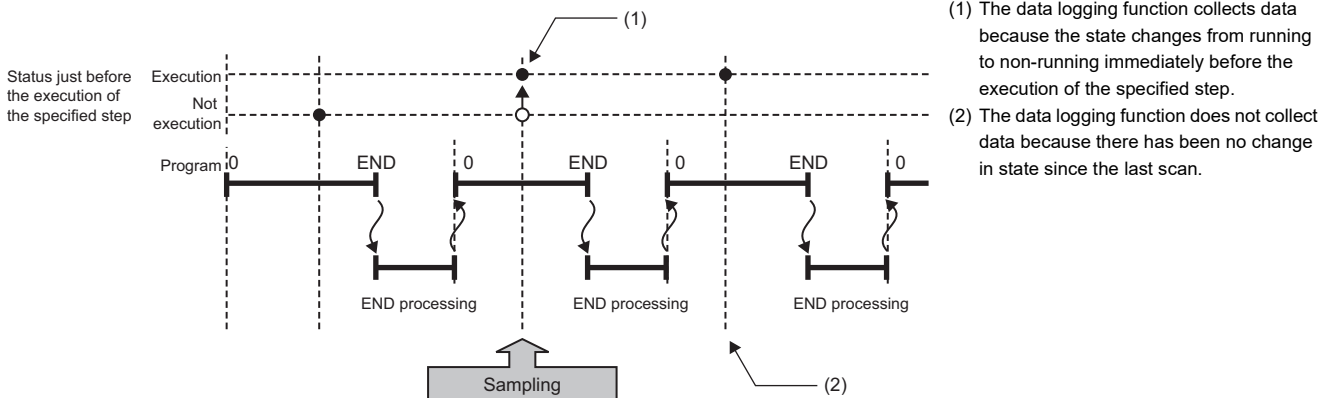 (1)
Status just before
the execution of
the specified step
Execution
Not
execution
Program
0
END
0
END
0
END
0
END processing
END processing
END processing
Sampling
(2)
(1) The data logging function collects data
because the state changes from running
to non-running immediately before the
execution of the specified step.
(2) The data logging function does not collect
data because there has been no change
in state since the last scan.